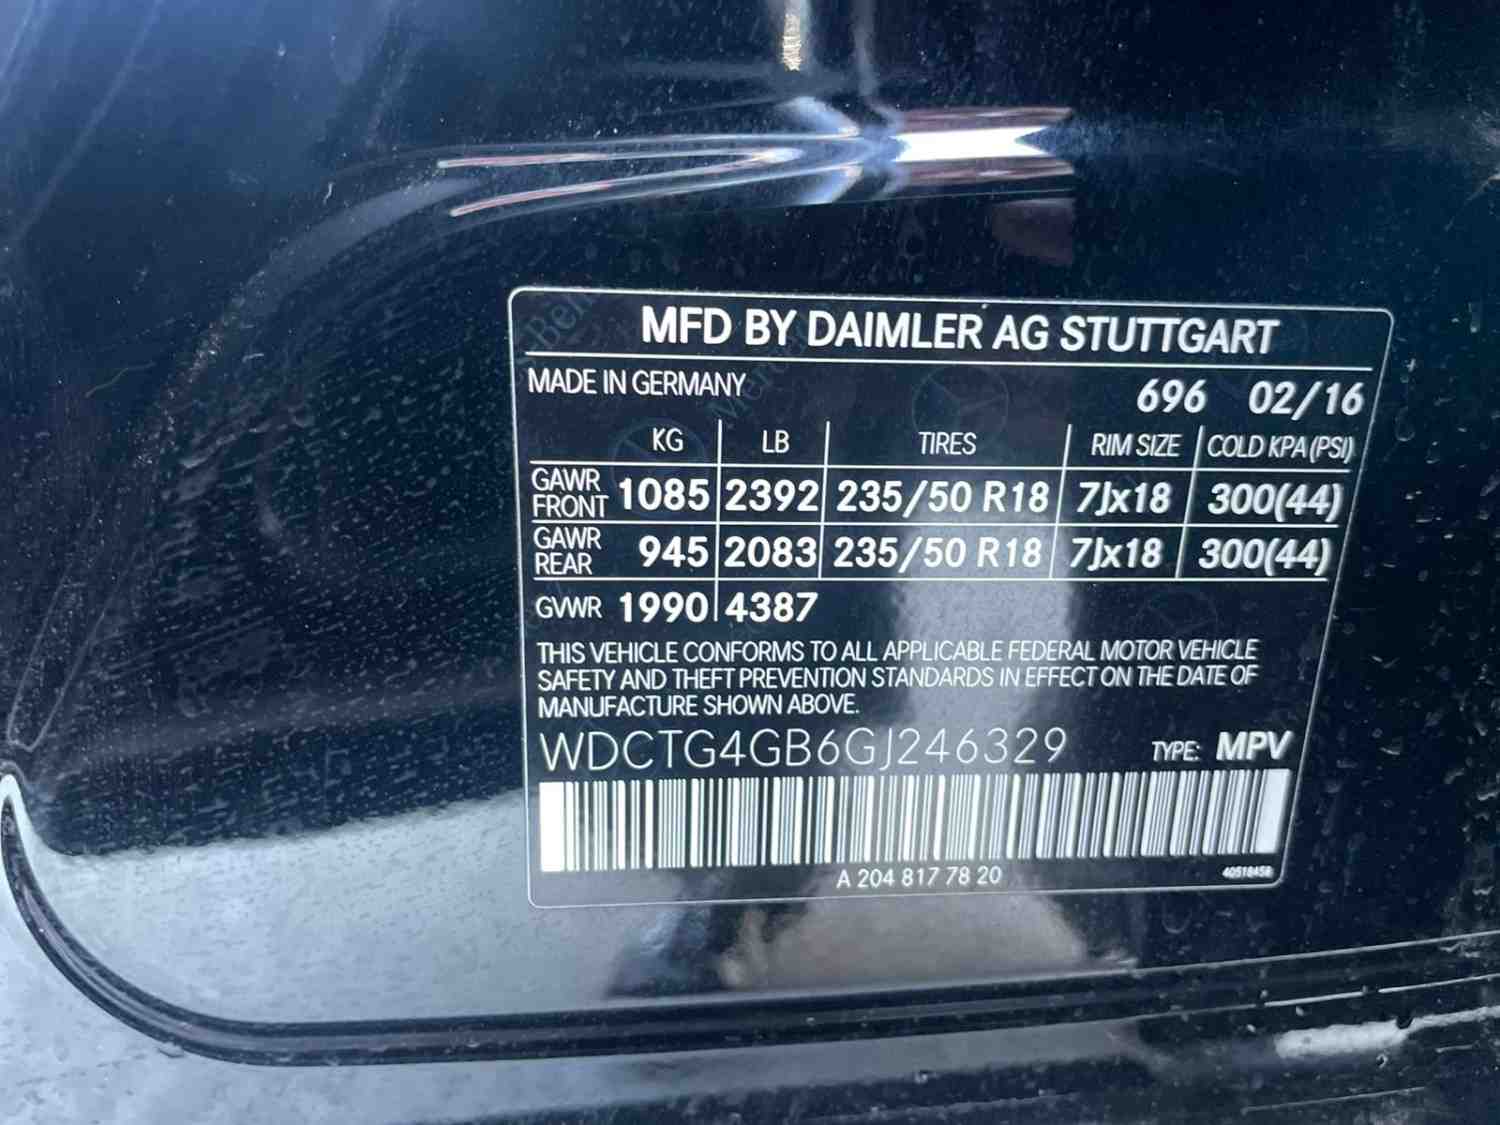 MFD BY DAIMLER AG STUTTGART
MADE IN GERMANY 696 02/16
KG LB TIRES RIM SIZE COLD KPA(PSI)
GAWR FRONT 1085 2392 235/50 R18 7Jx18 300(44)
GAWR REAR 945 2083 235/50 R18 7Jx18 300(44)
GVWR 1990 4387
THIS VEHICLE CONFORMS TO ALL APPLICABLE FEDERAL MOTOR VEHICLE
SAFETY AND THEFT PREVENTION STANDARDS IN EFFECT ON THE DATE OF
MANUFACTURE SHOWN ABOVE.
WDCTG4GB6GJ246329 TYPE: MPV
A 204 817 78 20 40518458